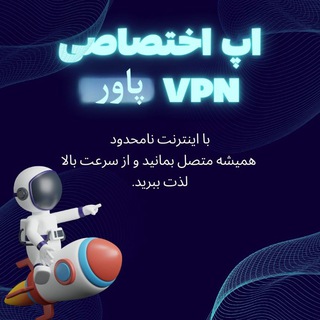 اپ اختصاصی
VPN پاور
با اینترنت نامحدود
همیشه متصل بمانید و از سرعت بالا
لذت ببرید.